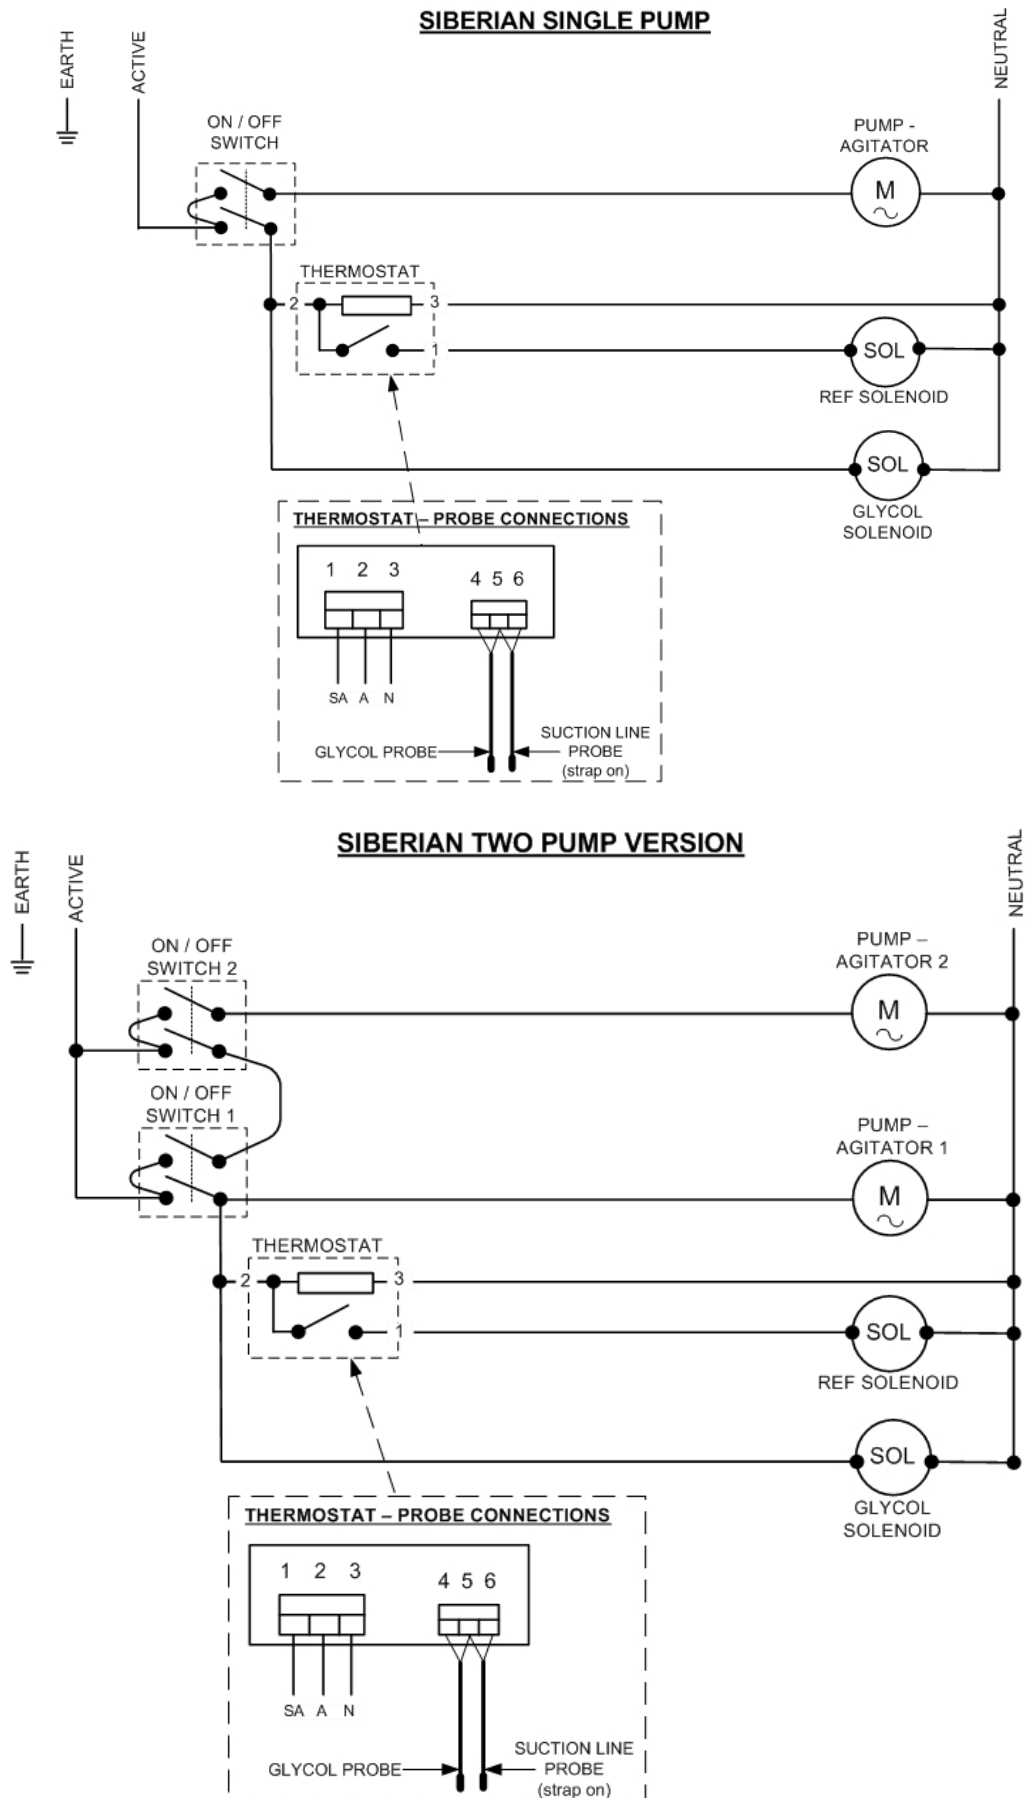 SIBERIAN SINGLE PUMP
EARTH
ACTIVE
NEUTRAL
ON / OFF
SWITCH
PUMP -
AGITATOR
M
THERMOSTAT
2
3
1
SOL
REF SOLENOID
SOL
GLYCOL
SOLENOID
THERMOSTAT – PROBE CONNECTIONS
1 2 3
4 5 6
SA A N
GLYCOL PROBE
SUCTION LINE
PROBE
(strap on)
SIBERIAN TWO PUMP VERSION
EARTH
ACTIVE
NEUTRAL
ON / OFF
SWITCH 2
PUMP –
AGITATOR 2
M
ON / OFF
SWITCH 1
PUMP –
AGITATOR 1
M
THERMOSTAT
2
3
1
SOL
REF SOLENOID
SOL
GLYCOL
SOLENOID
THERMOSTAT – PROBE CONNECTIONS
1 2 3
4 5 6
SA A N
GLYCOL PROBE
SUCTION LINE
PROBE
(strap on)